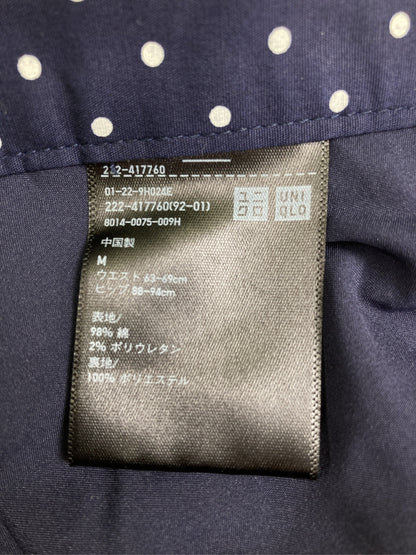 222-417760
01-22-9H024E
222-417760(92-01)
8014-0075-009H
ユニ
クロ
UNI
QLO
中国製
M
ウエスト 63-69cm
ヒップ 88-94cm
表地/
98% 綿
2% ポリウレタン
裏地/
100% ポリエステル